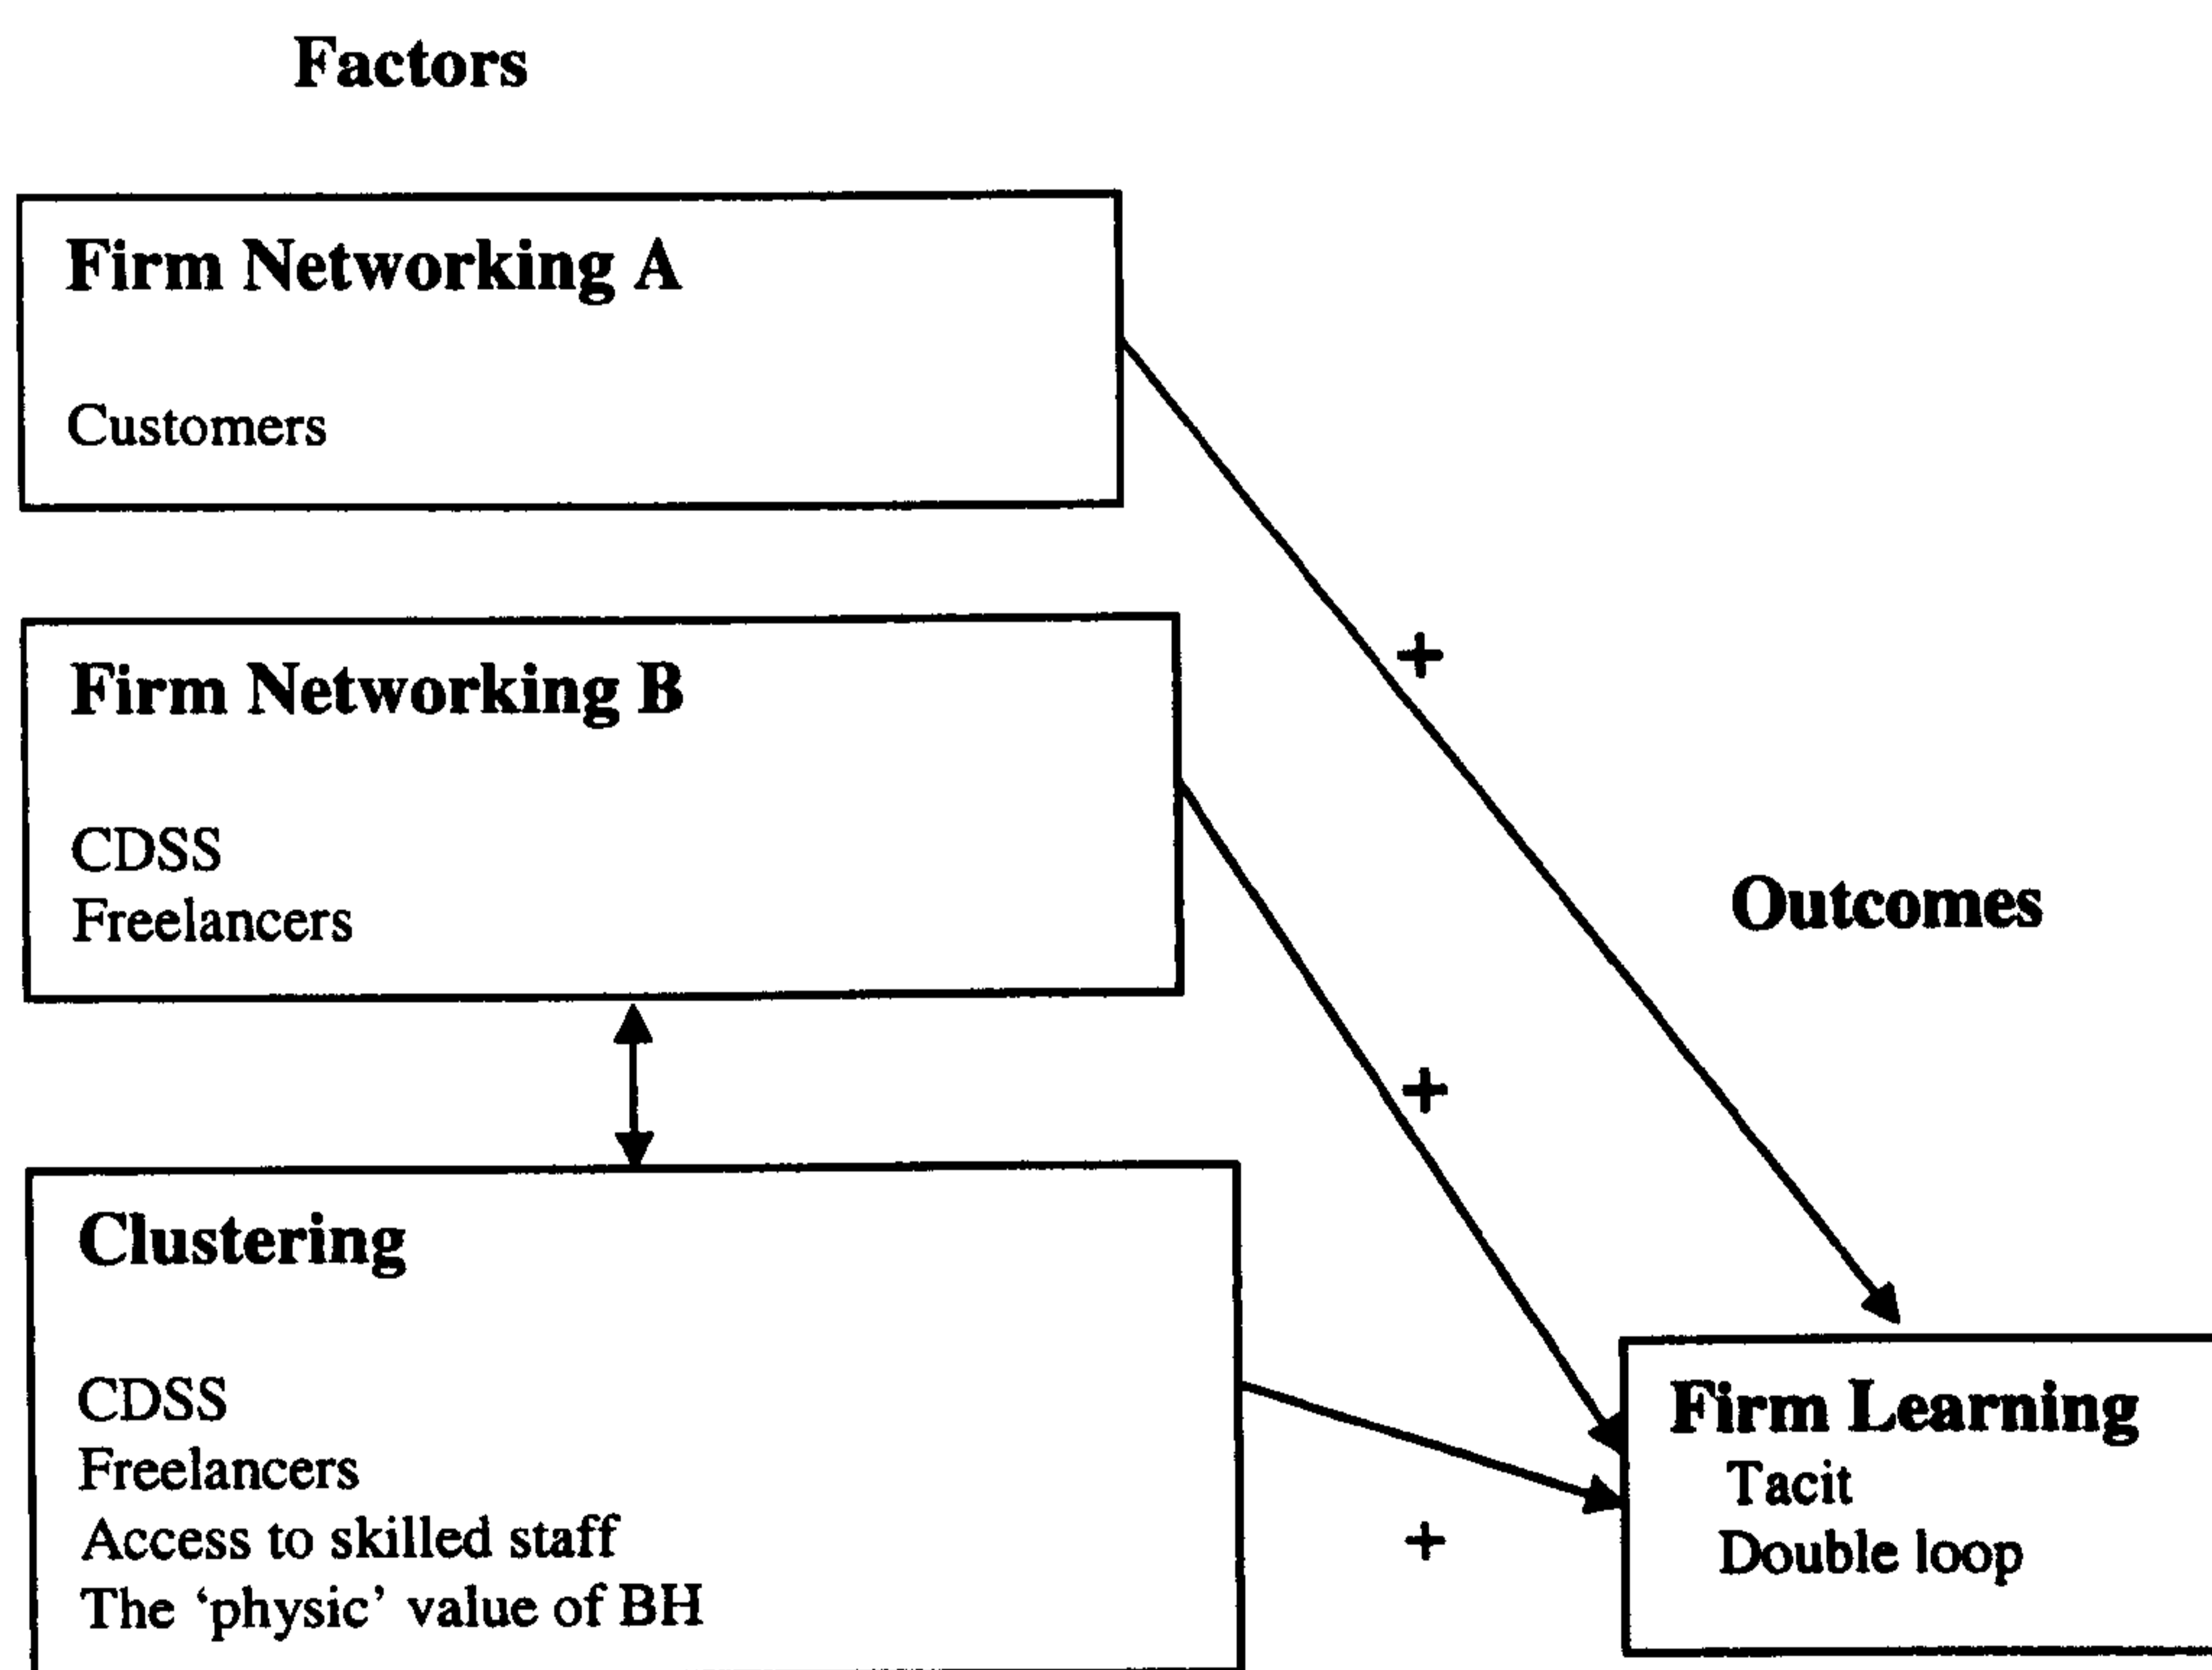 Factors
Firm Networking A
Customers
+
Firm Networking B
CDSS
Freelancers
Outcomes
+
Clustering
CDSS
Freelancers
Access to skilled staff
The ‘physic’ value of BH
+
Firm Learning
Tacit
Double loop